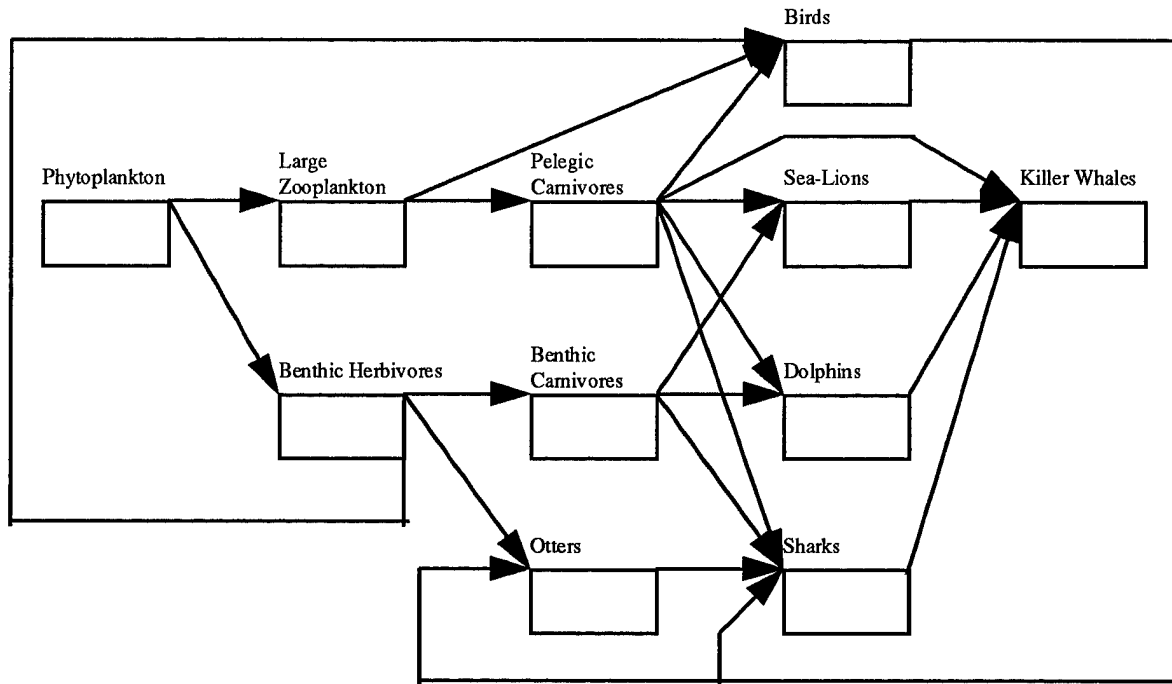 Birds
Phytoplankton
Large
Zooplankton
Pelegic
Carnivores
Sea-Lions
Killer Whales
Benthic Herbivores
Benthic
Carnivores
Dolphins
Otters
Sharks